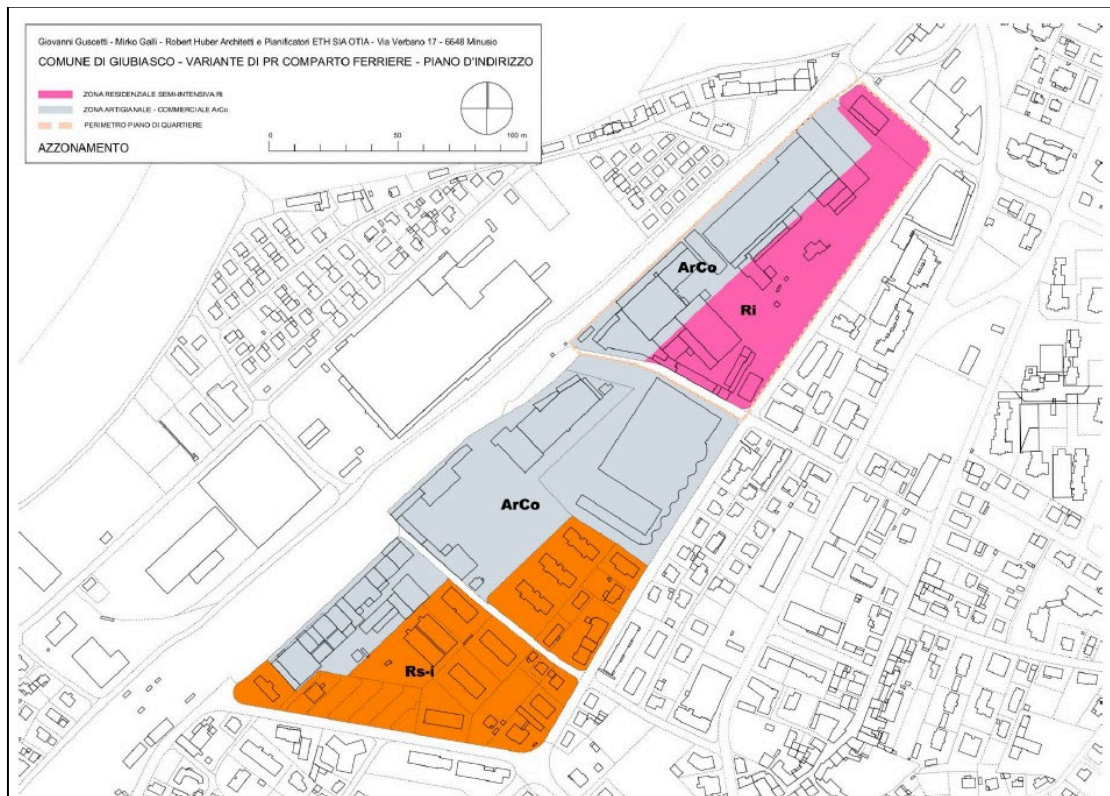 Giovanni Guscetti - Mirko Galli - Robert Huber Architetti e Pianificatori ETH SIA OTIA - Via Verbano 17 - 6648 Minusio
COMUNE DI GIUBIASCO - VARIANTE DI PR COMPARTO FERRIERE - PIANO D'INDIRIZZO
ZONA RESIDENZIALE SEMI-INTENSIVA Ri
ZONA ARTIGIANALE - COMMERCIALE ArCo
PERIMETRO PIANO DI QUARTIERE
0 50 100 m
AZZONAMENTO
ArCo
Ri
ArCo
Rs-i